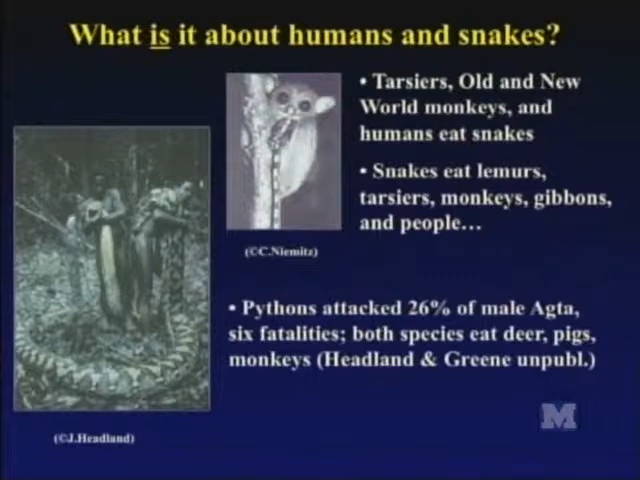 What is it about humans and snakes?
• Tarsiers, Old and New
World monkeys, and
humans eat snakes
• Snakes eat lemurs,
tarsiers, monkeys, gibbons,
and people…
(©C.Niemitz)
• Pythons attacked 26% of male Agta,
six fatalities; both species eat deer, pigs,
monkeys (Headland & Greene unpubl.)
M
(©J.Headland)